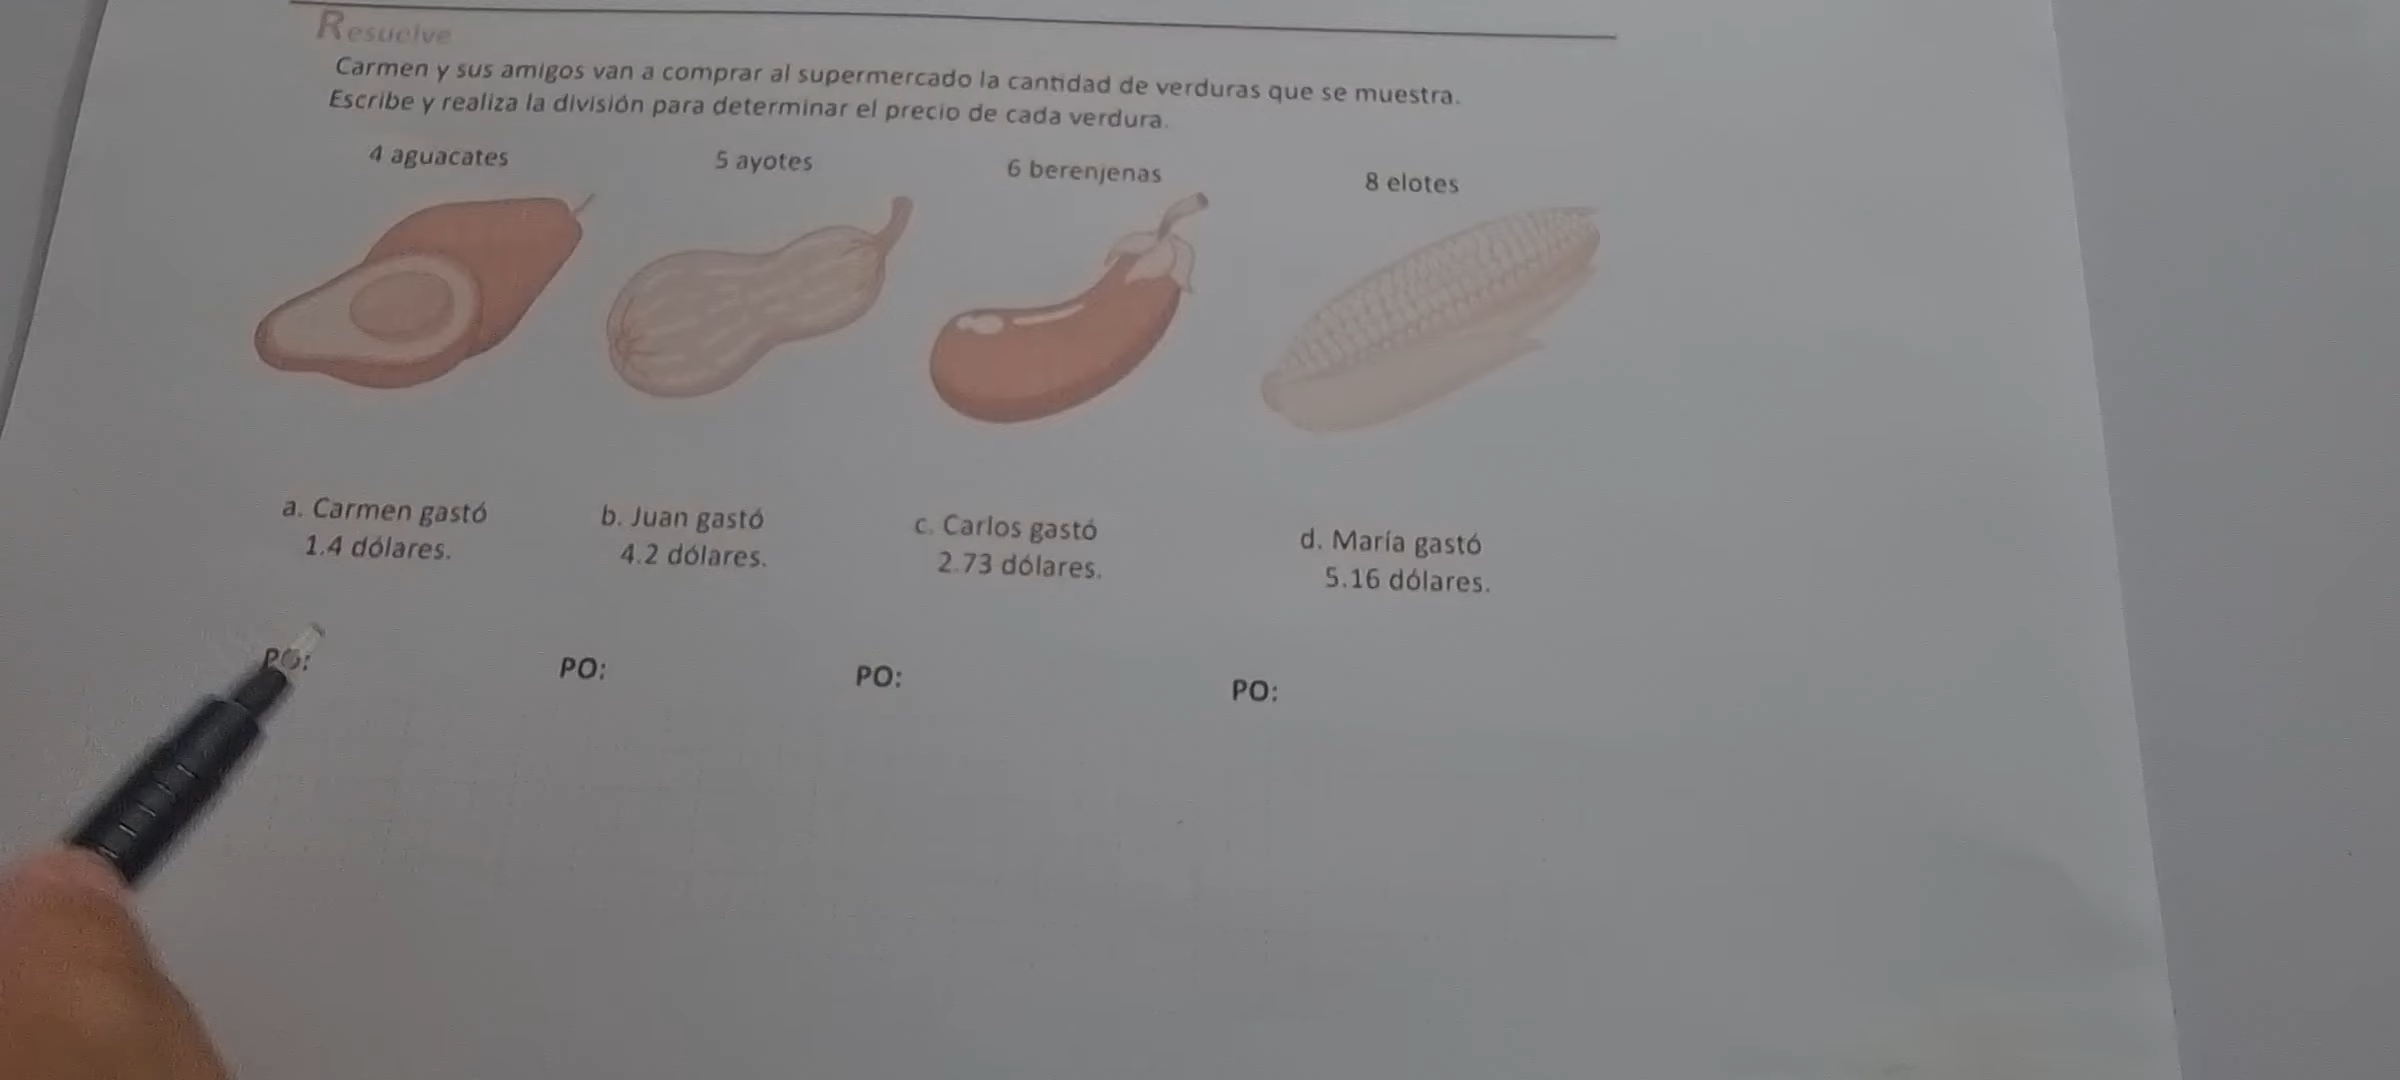 Resuelve
Carmen y sus amigos van a comprar al supermercado la cantidad de verduras que se muestra.
Escribe y realiza la división para determinar el precio de cada verdura.
4 aguacates
5 ayotes
6 berenjenas
8 elotes
a. Carmen gastó
1.4 dólares.
b. Juan gastó
4.2 dólares.
c. Carlos gastó
2.73 dólares.
d. María gastó
5.16 dólares.
PO:
PO:
PO:
PO: